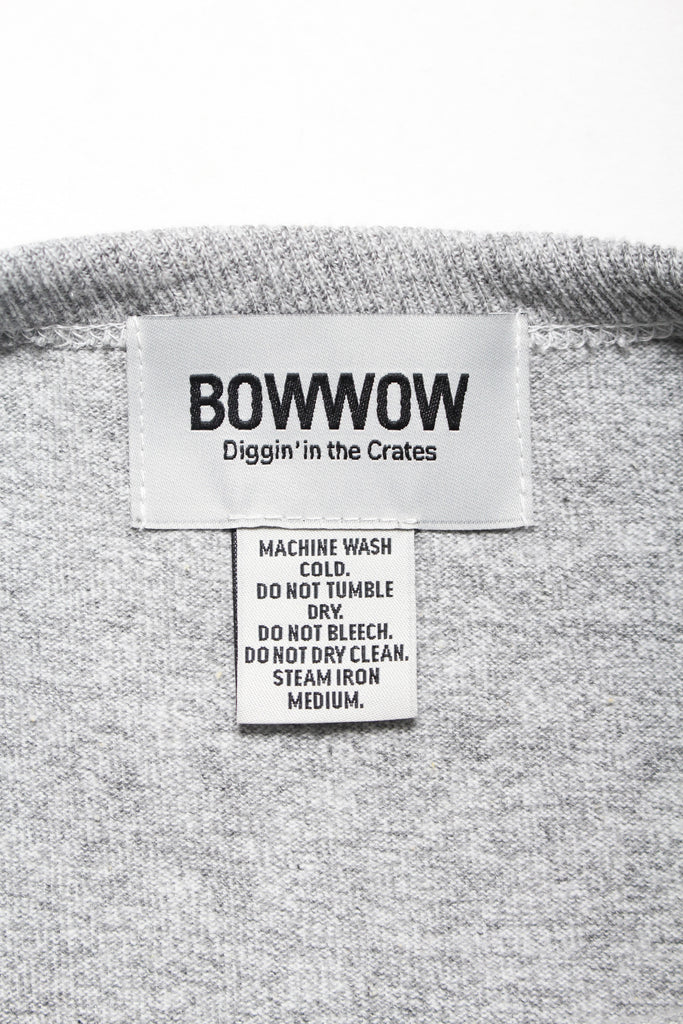 BOWWOW
Diggin' in the Crates
MACHINE WASH
COLD.
DO NOT TUMBLE
DRY.
DO NOT BLEECH.
DO NOT DRY CLEAN.
STEAM IRON
MEDIUM.